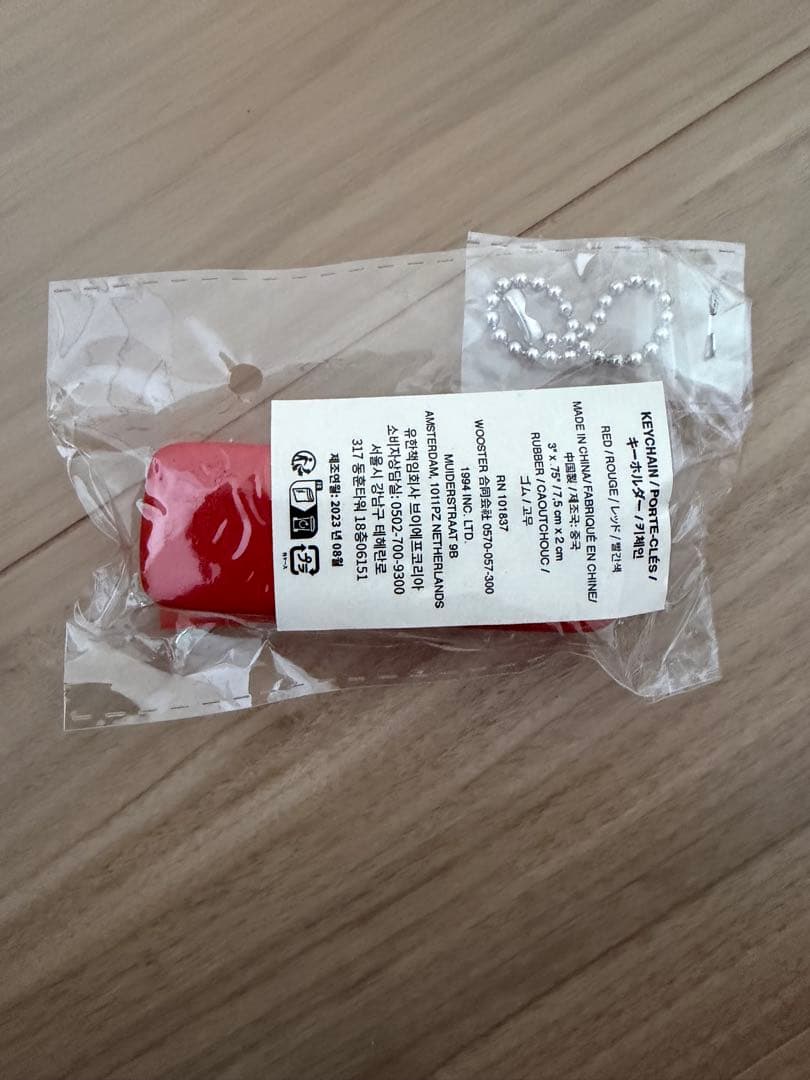 KEYCHAIN / PORTE-CLÉS /
キーホルダー / 키체인
RED / ROUGE / レッド / 빨간색
MADE IN CHINA/ FABRIQUÉ EN CHINE/
中国製 / 제조국: 중국
3" x .75" / 7.5 cm x 2 cm
RUBBER / CAOUTCHOUC /
ゴム / 고무
RN 101837
WOOSTER 合同会社 0570-057-300
1994 INC. LTD.
MUIDERSTRAAT 9B
AMSTERDAM, 1011PZ NETHERLANDS
유한책임회사 브이에프코리아
소비자상담실: 0502-700-9300
서울시 강남구 테헤란로
317 동훈타워 18층06151
제조연월: 2023 년 08월
プラ
外ケース